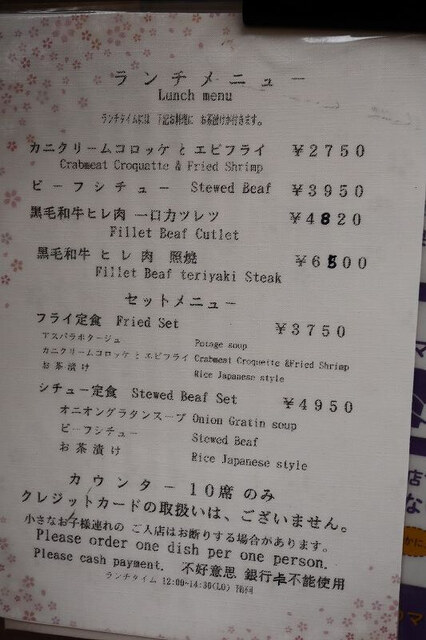 ランチメニュー
Lunch menu
ランチタイムには 下記お料理に お茶漬けが付きます。
カニクリームコロッケと エビフライ ￥2750
Crabmeat Croquatte & Fried Shrimp
ビーフシチュー Stewed Beaf ￥3950
黒毛和牛ヒレ肉 一口カツレツ ￥4820
Fillet Beaf Cutlet
黒毛和牛 ヒレ肉 照焼 ￥6500
Fillet Beaf teriyaki Steak
セットメニュー
フライ定食 Fried Set ￥3750
アスパラポタージュ Potage soup
カニクリームコロッケ と エビフライ Crabmeat Croquette &Fried Shrimp
お茶漬け Rice Japanese style
シチュー定食 Stewed Beaf Set ￥4950
オニオングラタンスープ Onion Gratin soup
ビーフシチュー Stewed Beaf
お茶漬け Rice Japanese style
カウンター 10席 のみ
クレジットカードの取扱いは、ございません。
小さなお子様連れの ご入店はお断りする場合があります。
Please order one dish per one person.
Please cash payment. 不好意思 銀行卡不能使用
ランチタイム 12:00~14:30(LO)